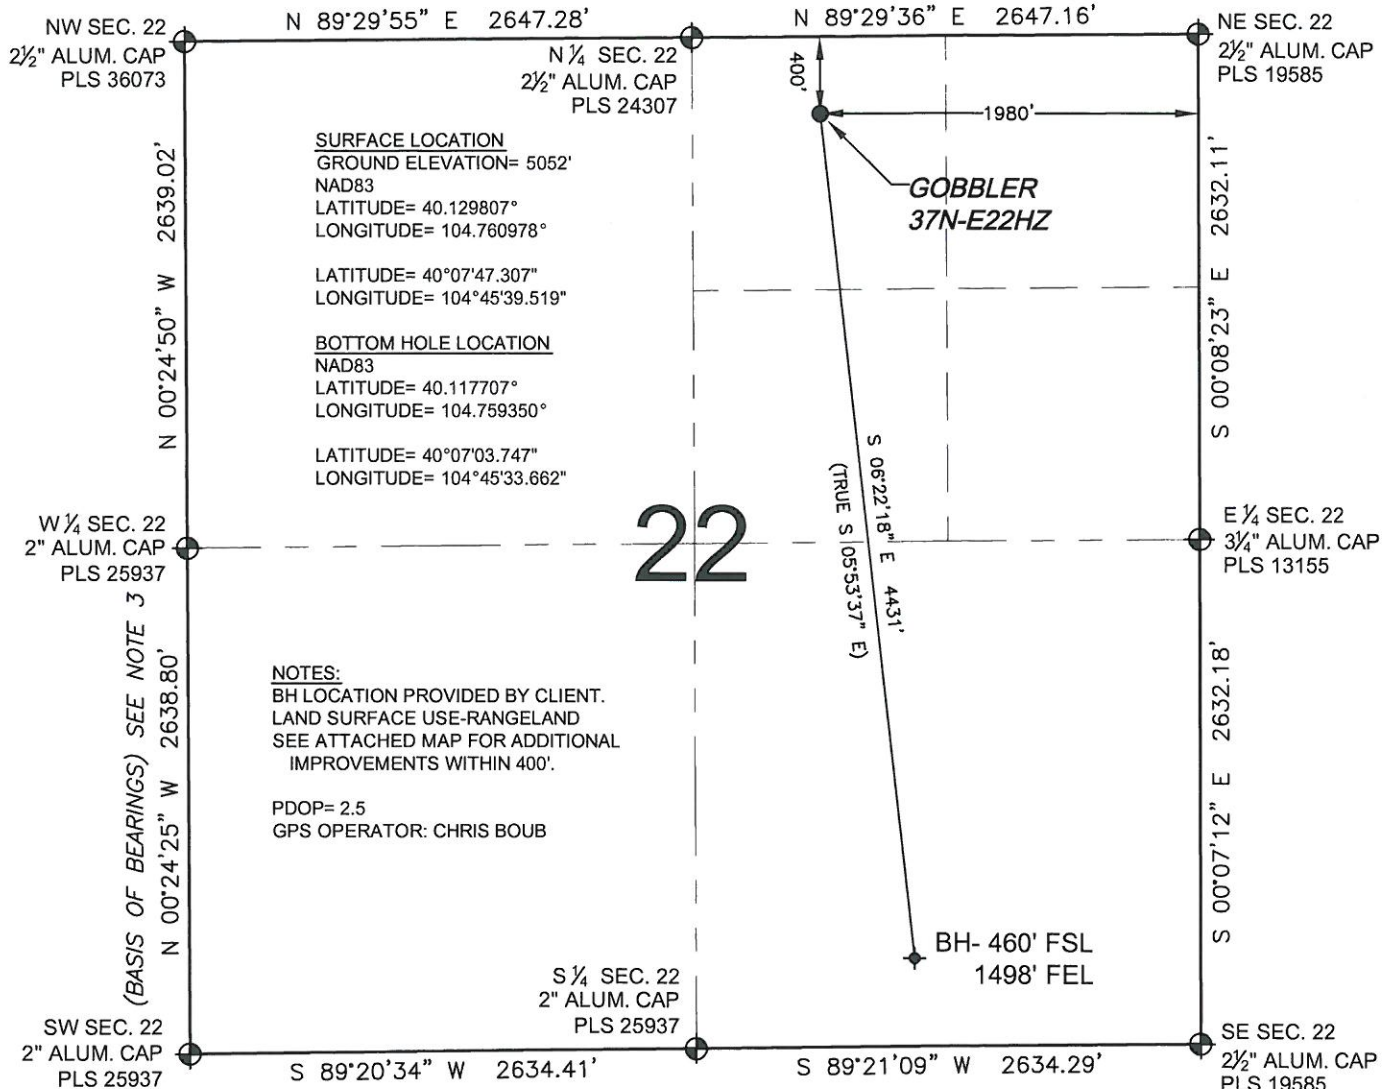 N 89°29'55" E 2647.28'
N 89°29'36" E 2647.16'
NW SEC. 22
2½" ALUM. CAP
PLS 36073
N ¼ SEC. 22
2½" ALUM. CAP
PLS 24307
NE SEC. 22
2½" ALUM. CAP
PLS 19585
400'
1980'
GOBBLER
37N-E22HZ
SURFACE LOCATION
GROUND ELEVATION= 5052'
NAD83
LATITUDE= 40.129807°
LONGITUDE= 104.760978°
LATITUDE= 40°07'47.307"
LONGITUDE= 104°45'39.519"
BOTTOM HOLE LOCATION
NAD83
LATITUDE= 40.117707°
LONGITUDE= 104.759350°
LATITUDE= 40°07'03.747"
LONGITUDE= 104°45'33.662"
N 00°24'50" W 2639.02'
S 00°08'23" E 2632.11'
W ¼ SEC. 22
2" ALUM. CAP
PLS 25937
22
S 06°22'18" E 4431'
(TRUE S 05°53'37" E)
E ¼ SEC. 22
3¼" ALUM. CAP
PLS 13155
(BASIS OF BEARINGS) SEE NOTE 3
N 00°24'25" W 2638.80'
NOTES:
BH LOCATION PROVIDED BY CLIENT.
LAND SURFACE USE-RANGELAND
SEE ATTACHED MAP FOR ADDITIONAL
IMPROVEMENTS WITHIN 400'.
PDOP= 2.5
GPS OPERATOR: CHRIS BOUB
S 00°07'12" E 2632.18'
BH- 460' FSL
1498' FEL
S ¼ SEC. 22
2" ALUM. CAP
PLS 25937
SW SEC. 22
2" ALUM. CAP
PLS 25937
S 89°20'34" W 2634.41'
S 89°21'09" W 2634.29'
SE SEC. 22
2½" ALUM. CAP
PLS 19585